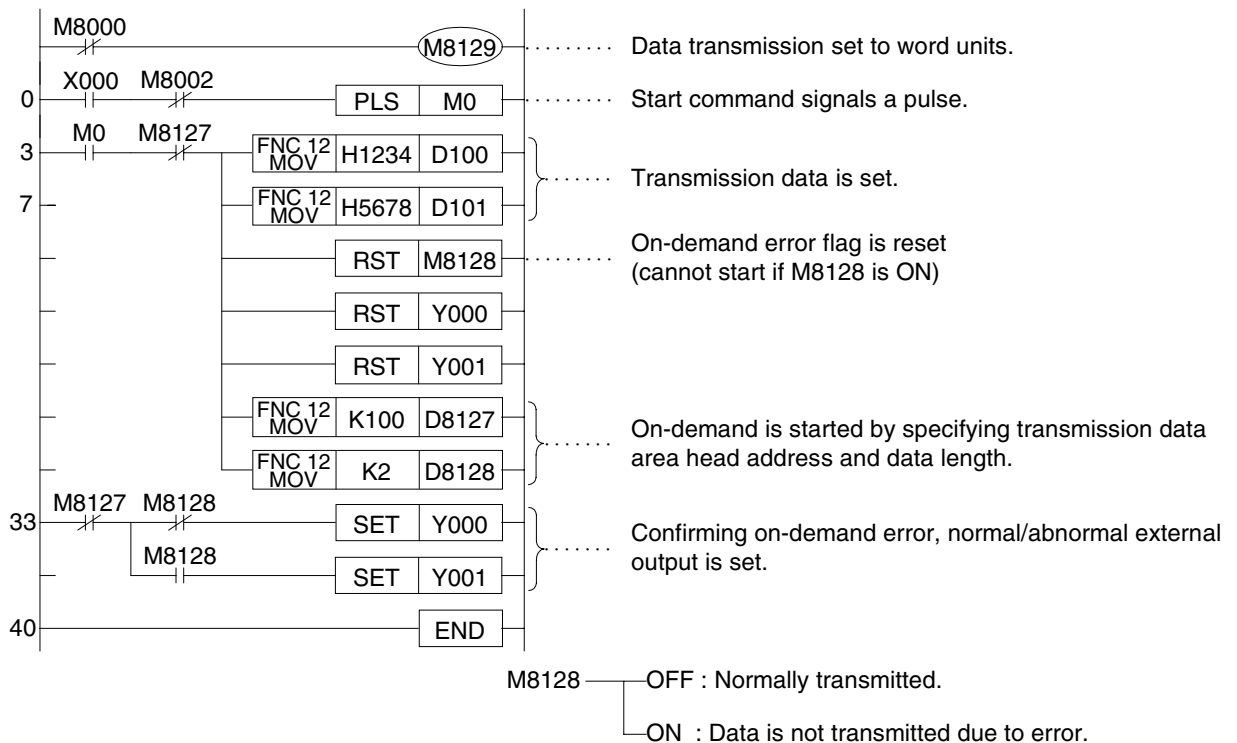 M8000
M8129 Data transmission set to word units.
X000 M8002
0 PLS M0 Start command signals a pulse.
M0 M8127
3 FNC 12 MOV H1234 D100
Transmission data is set.
7 FNC 12 MOV H5678 D101
RST M8128 On-demand error flag is reset
(cannot start if M8128 is ON)
RST Y000
RST Y001
FNC 12 MOV K100 D8127
On-demand is started by specifying transmission data
area head address and data length.
FNC 12 MOV K2 D8128
M8127 M8128
33 SET Y000
Confirming on-demand error, normal/abnormal external
output is set.
M8128
SET Y001
40 END
M8128 OFF : Normally transmitted.
ON : Data is not transmitted due to error.